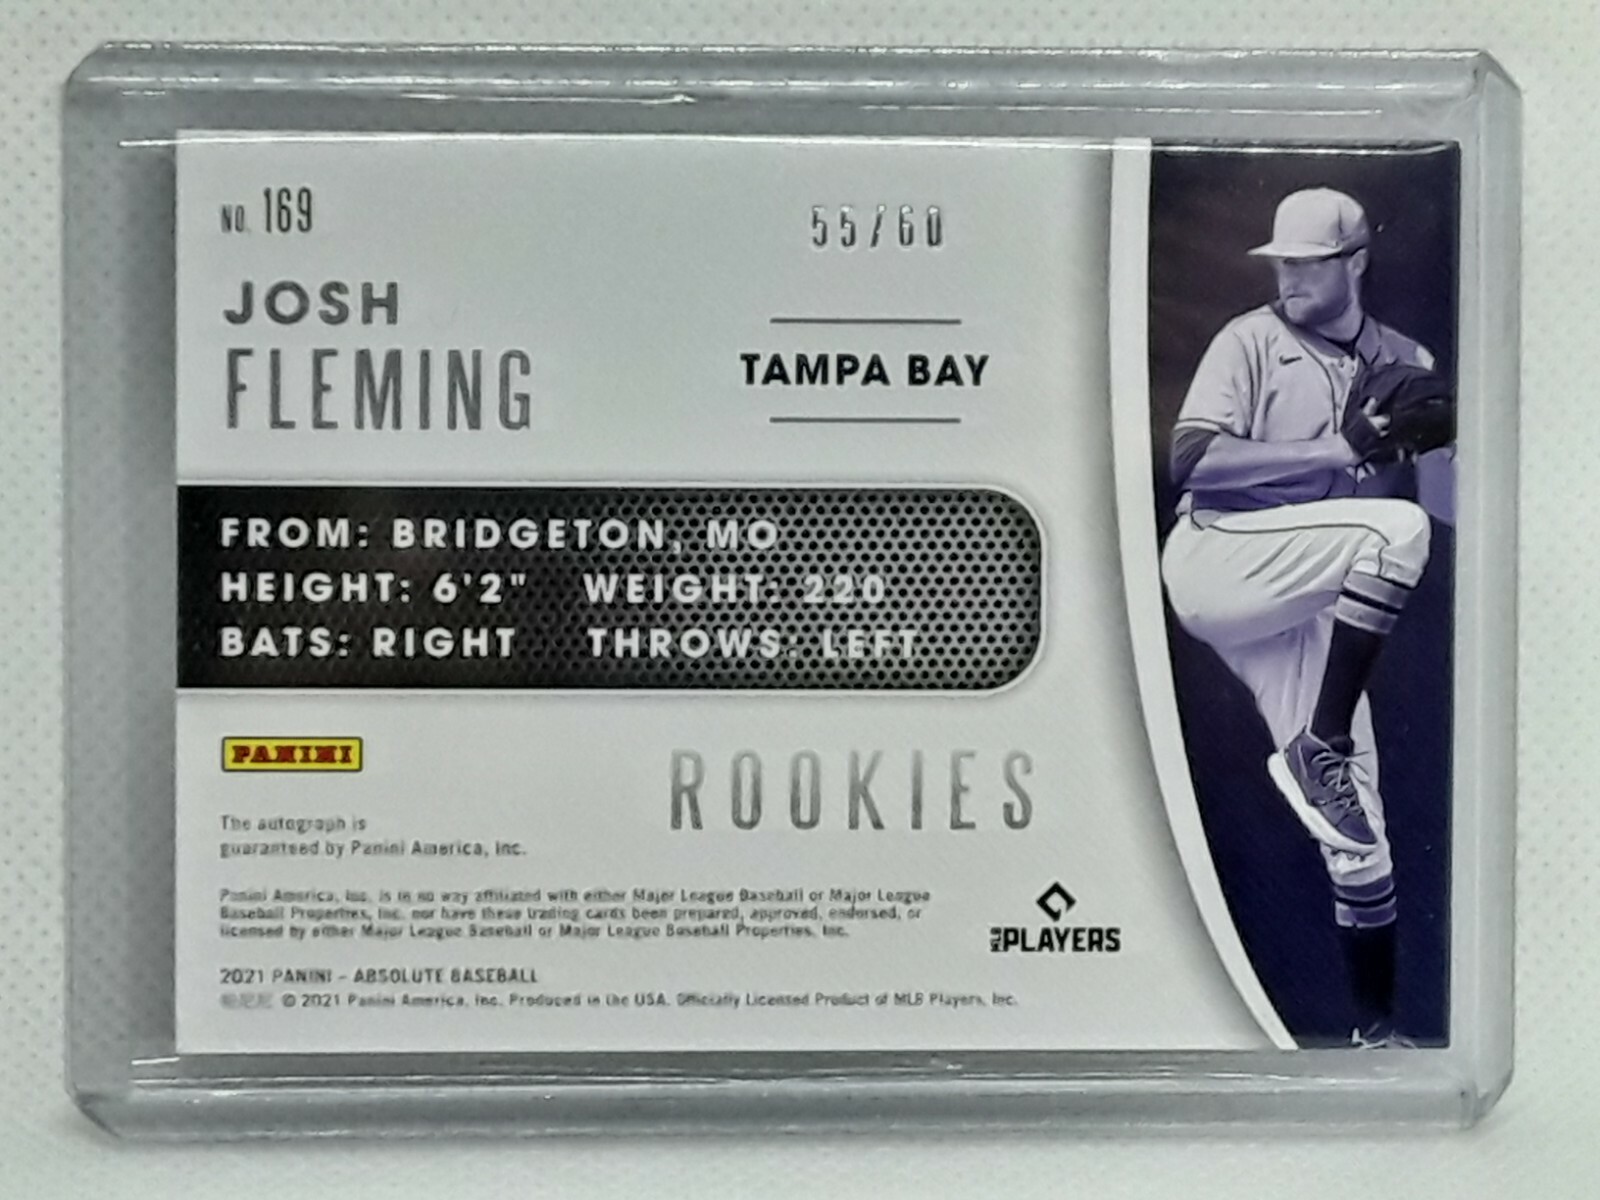 NO. 169
55/60
JOSH
FLEMING
TAMPA BAY
FROM: BRIDGETON, MO
HEIGHT: 6'2" WEIGHT: 220
BATS: RIGHT THROWS: LEFT
PANINI
ROOKIES
The autograph is
guaranteed by Panini America, Inc.
Panini America, Inc. is in no way affiliated with either Major League Baseball or Major League
Baseball Properties, Inc. nor have these trading cards been prepared, approved, endorsed, or
licensed by either Major League Baseball or Major League Baseball Properties, Inc.
MLB PLAYERS
2021 PANINI – ABSOLUTE BASEBALL
© 2021 Panini America, Inc. Produced in the USA. Officially Licensed Product of MLB Players, Inc.